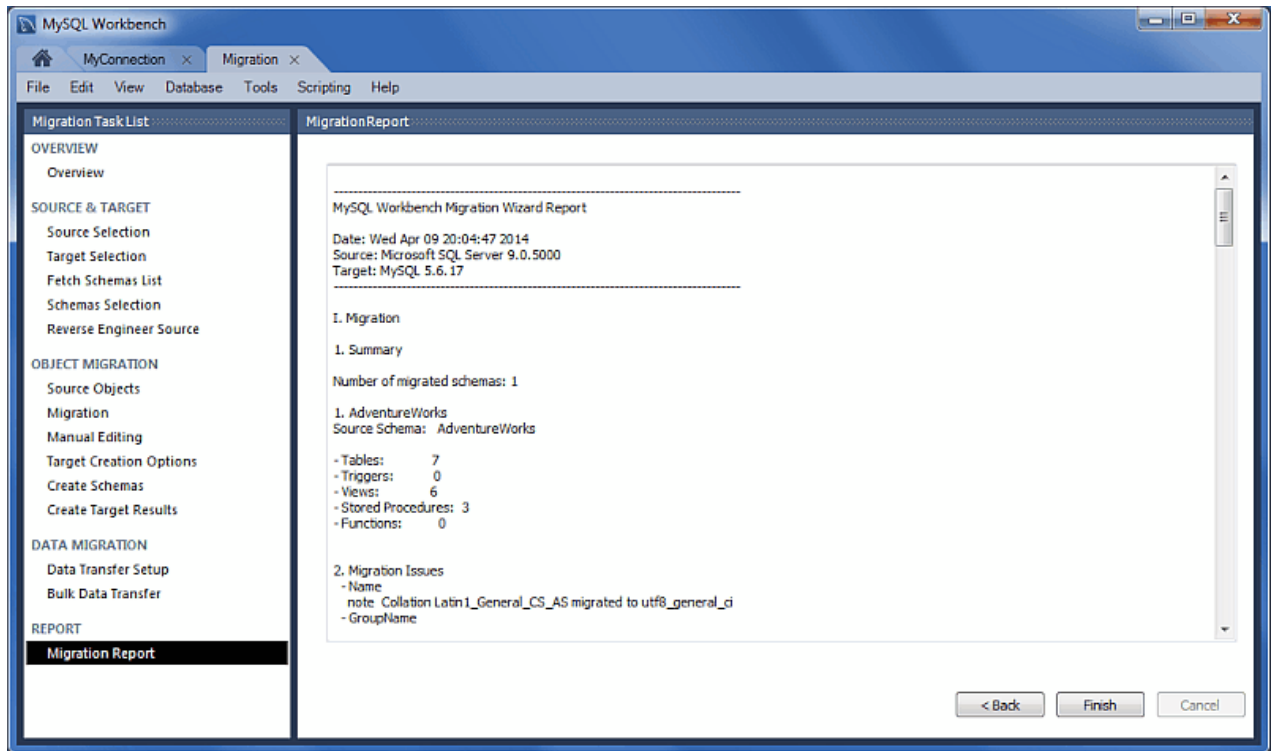 MySQL Workbench
MyConnection
Migration
File Edit View Database Tools Scripting Help
Migration Task List
OVERVIEW
Overview
SOURCE & TARGET
Source Selection
Target Selection
Fetch Schemas List
Schemas Selection
Reverse Engineer Source
OBJECT MIGRATION
Source Objects
Migration
Manual Editing
Target Creation Options
Create Schemas
Create Target Results
DATA MIGRATION
Data Transfer Setup
Bulk Data Transfer
REPORT
Migration Report
Migration Report
MySQL Workbench Migration Wizard Report
Date: Wed Apr 09 20:04:47 2014
Source: Microsoft SQL Server 9.0.5000
Target: MySQL 5.6.17
I. Migration
1. Summary
Number of migrated schemas: 1
1. AdventureWorks
Source Schema: AdventureWorks
- Tables: 7
- Triggers: 0
- Views: 6
- Stored Procedures: 3
- Functions: 0
2. Migration Issues
- Name
note Collation Latin1_General_CS_AS migrated to utf8_general_ci
- GroupName
< Back Finish Cancel